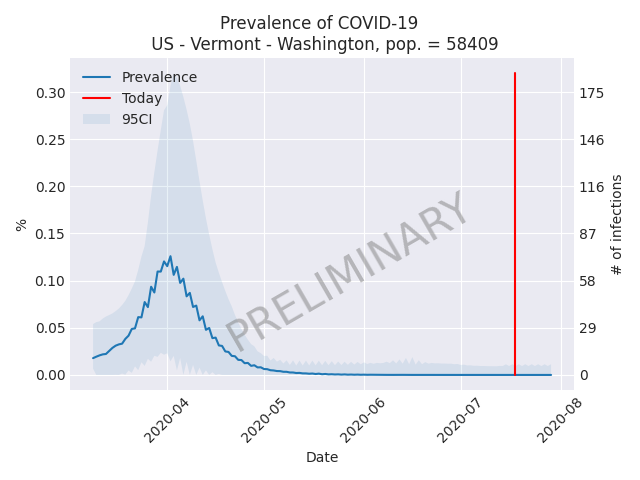 Prevalence of COVID-19
US - Vermont - Washington, pop. = 58409
Prevalence
Today
95CI
0.30
0.25
0.20
0.15
0.10
0.05
0.00
%
175
146
116
87
58
29
0
# of infections
PRELIMINARY
2020-04
2020-05
2020-06
2020-07
2020-08
Date